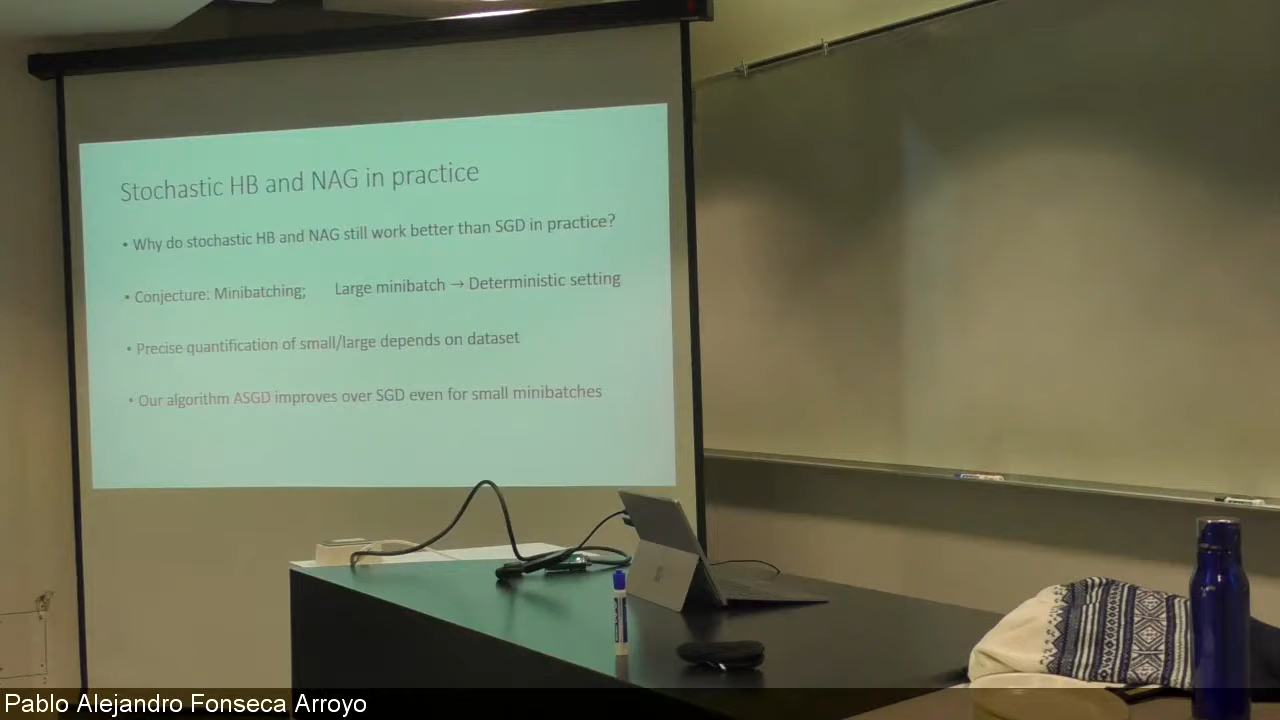 Stochastic HB and NAG in practice
• Why do stochastic HB and NAG still work better than SGD in practice?
• Conjecture: Minibatching; Large minibatch → Deterministic setting
• Precise quantification of small/large depends on dataset
• Our algorithm ASGD improves over SGD even for small minibatches
Pablo Alejandro Fonseca Arroyo